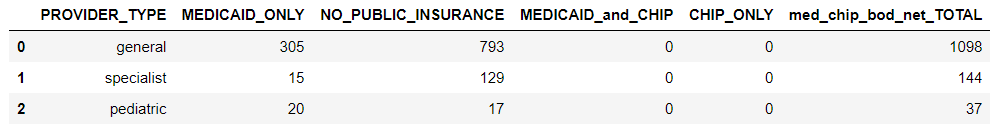 PROVIDER_TYPE MEDICAID_ONLY NO_PUBLIC_INSURANCE MEDICAID_and_CHIP CHIP_ONLY med_chip_bod_net_TOTAL
0 general 305 793 0 0 1098
1 specialist 15 129 0 0 144
2 pediatric 20 17 0 0 37